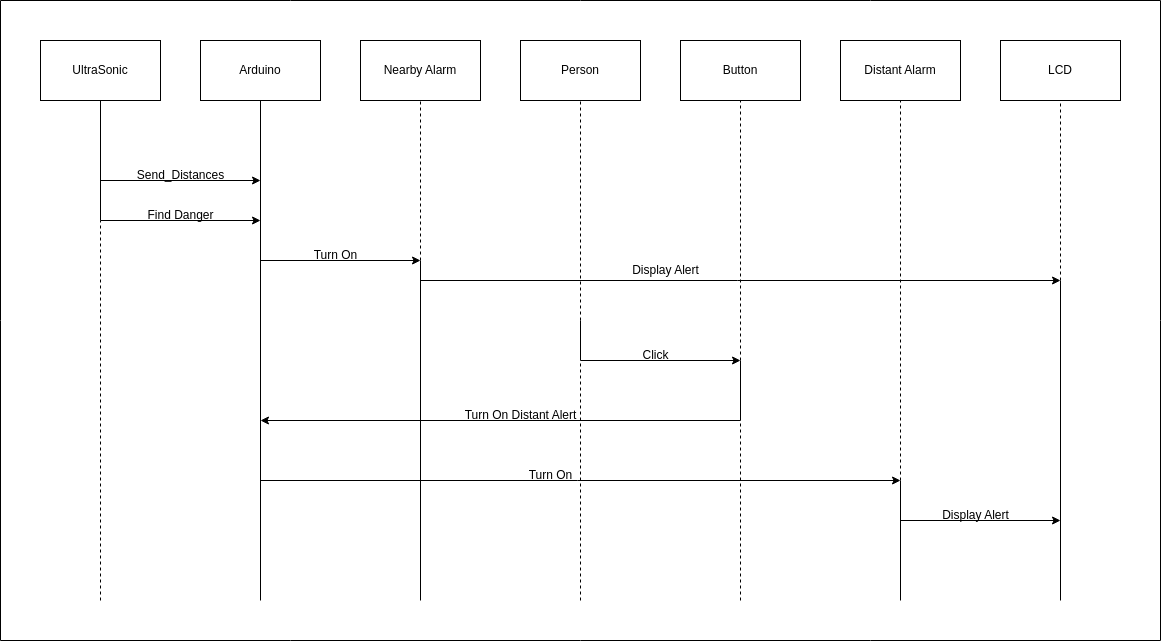 UltraSonic
Arduino
Nearby Alarm
Person
Button
Distant Alarm
LCD
Send_Distances
Find Danger
Turn On
Display Alert
Click
Turn On Distant Alert
Turn On
Display Alert